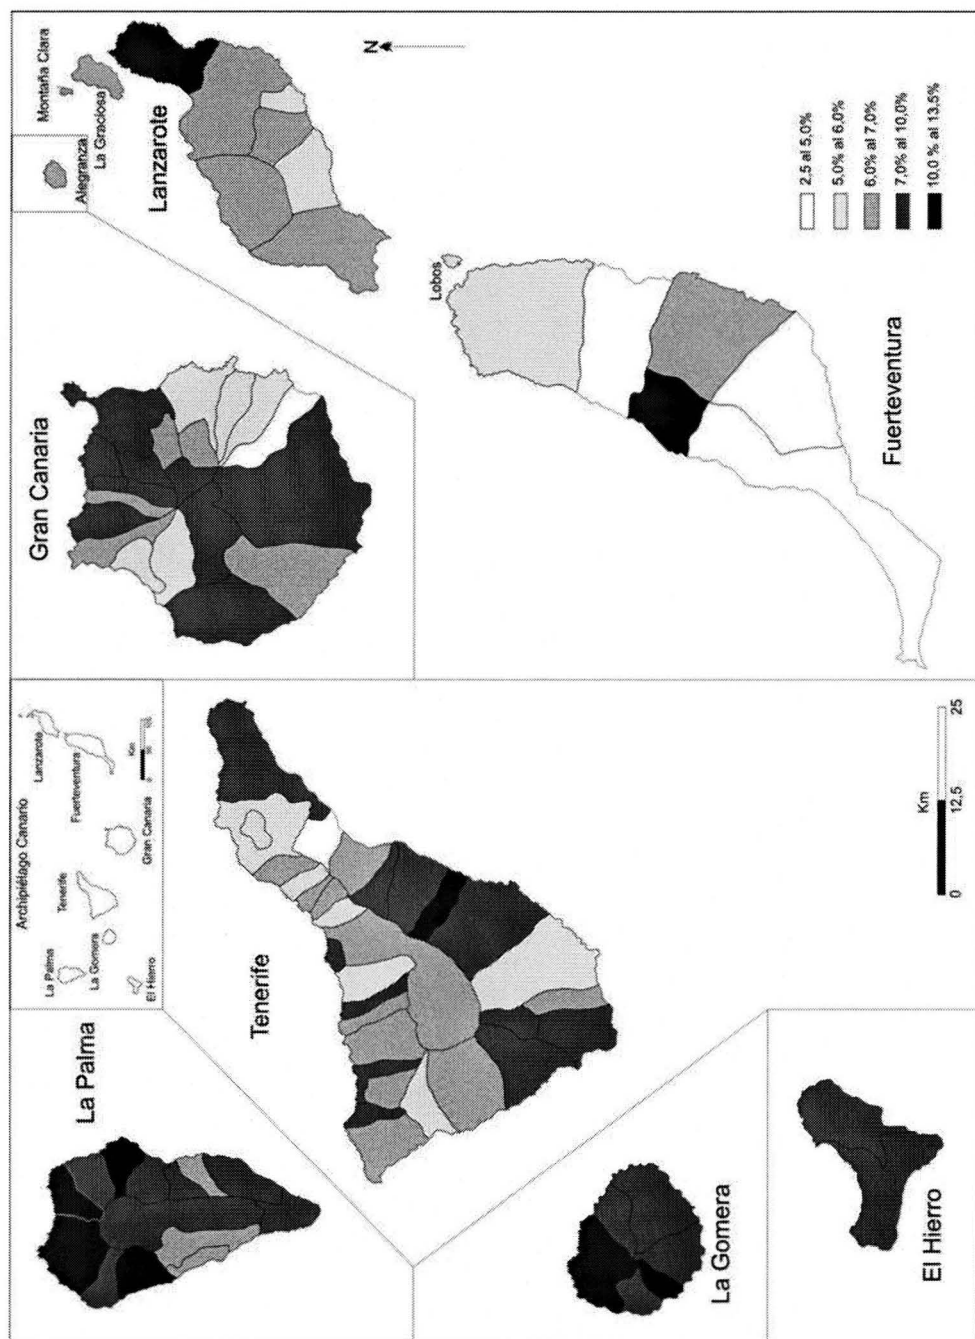 La Palma
Archipiélago Canario
La Palma
Tenerife
Lanzarote
La Gomera
Fuerteventura
El Hierro
Gran Canaria
Km
Gran Canaria
Alegranza
Montaña Clara
La Graciosa
Lanzarote
N
Tenerife
La Gomera
El Hierro
Km
0
12,5
25
Lobos
Fuerteventura
2,5 al 5,0%
5.0% al 6,0%
6,0% al 7,0%
7,0% al 10,0%
10,0 % al 13.5%